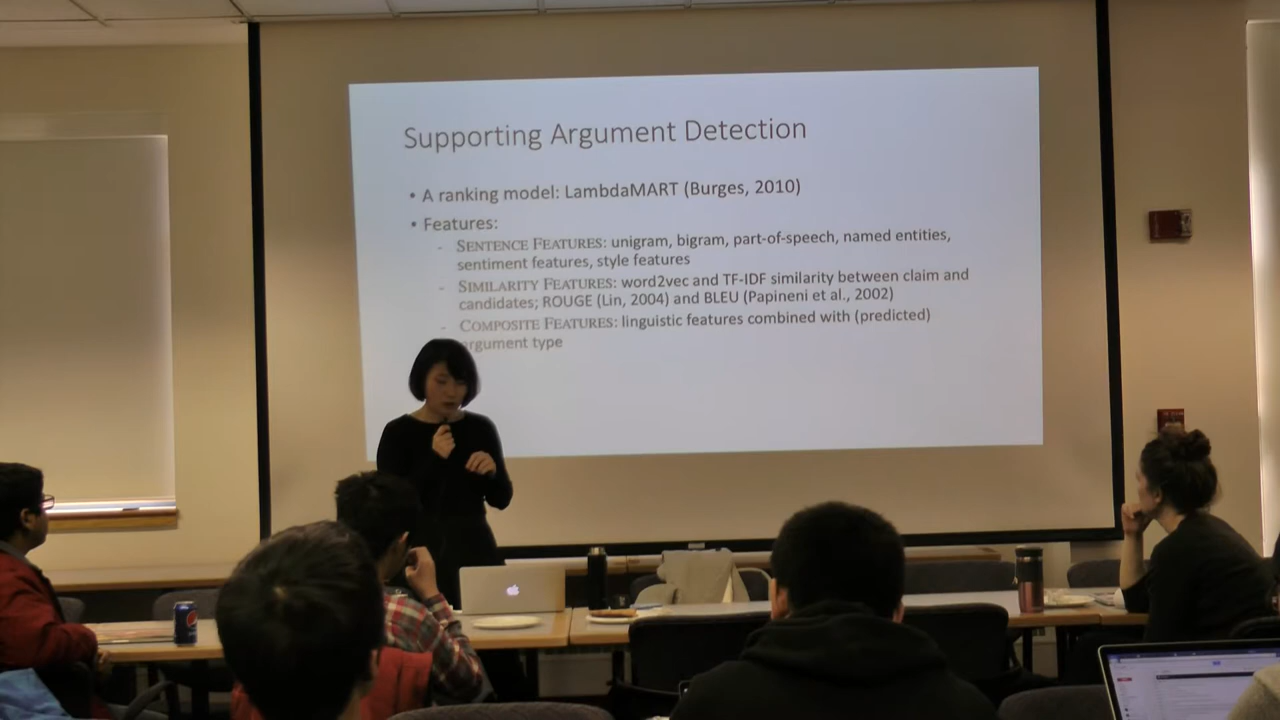 Supporting Argument Detection
• A ranking model: LambdaMART (Burges, 2010)
• Features:
- SENTENCE FEATURES: unigram, bigram, part-of-speech, named entities,
sentiment features, style features
- SIMILARITY FEATURES: word2vec and TF-IDF similarity between claim and
candidates; ROUGE (Lin, 2004) and BLEU (Papineni et al., 2002)
- COMPOSITE FEATURES: linguistic features combined with (predicted)
argument type
pepsi